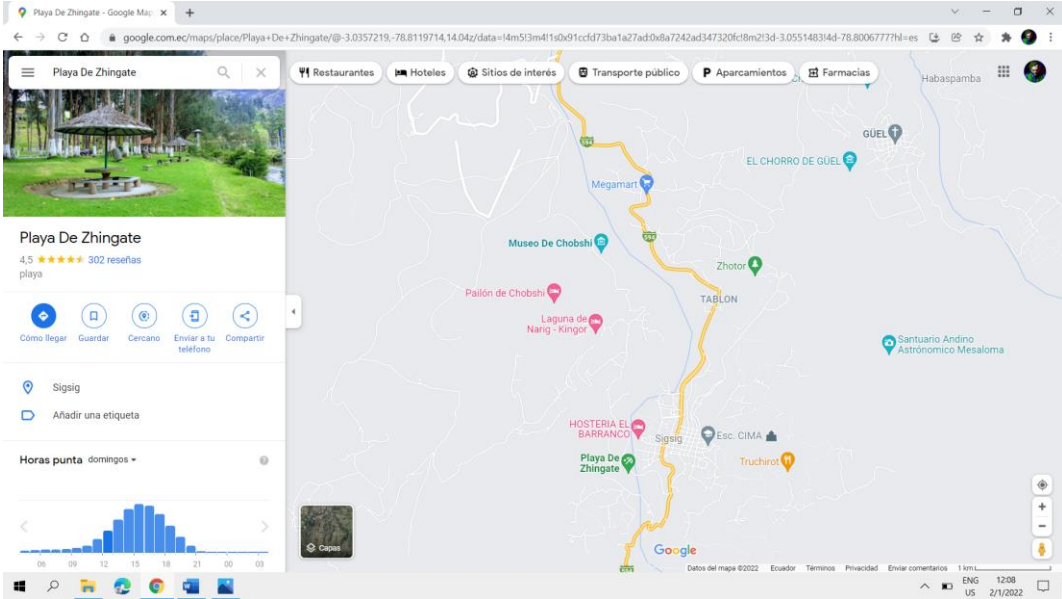 Playa De Zhingate - Google Map
google.com.ec/maps/place/Playa+De+Zhingate/@-3.0357219,-78.8119714,14.04z/data=!4m5!3m4!1s0x91ccfd73ba1a27ad:0x8a7242ad347320fc!8m2!3d-3.0551483!4d-78.8006777?hl=es
Playa De Zhingate
Restaurantes
Hoteles
Sitios de interés
Transporte público
P Aparcamientos
Farmacias
Habaspamba
GÜEL
EL CHORRO DE GÜEL
594
Megamart
Museo De Chobshi
594
Zhotor
Pailón de Chobshi
TABLON
Laguna de
Narig - Kingor
Santuario Andino
Astrónomico Mesaloma
HOSTERIA EL
BARRANCO
Sigsig
Esc. CIMA
Playa De
Zhingate
Truchirot
Playa De Zhingate
4,5 302 reseñas
playa
Cómo llegar
Guardar
Cercano
Enviar a tu
teléfono
Compartir
Sigsig
Añadir una etiqueta
Horas punta domingos
06 09 12 15 18 21 00 03
Capas
Google
Datos del mapa ©2022 Ecuador Términos Privacidad Enviar comentarios 1 km
ENG
US
12:08
2/1/2022